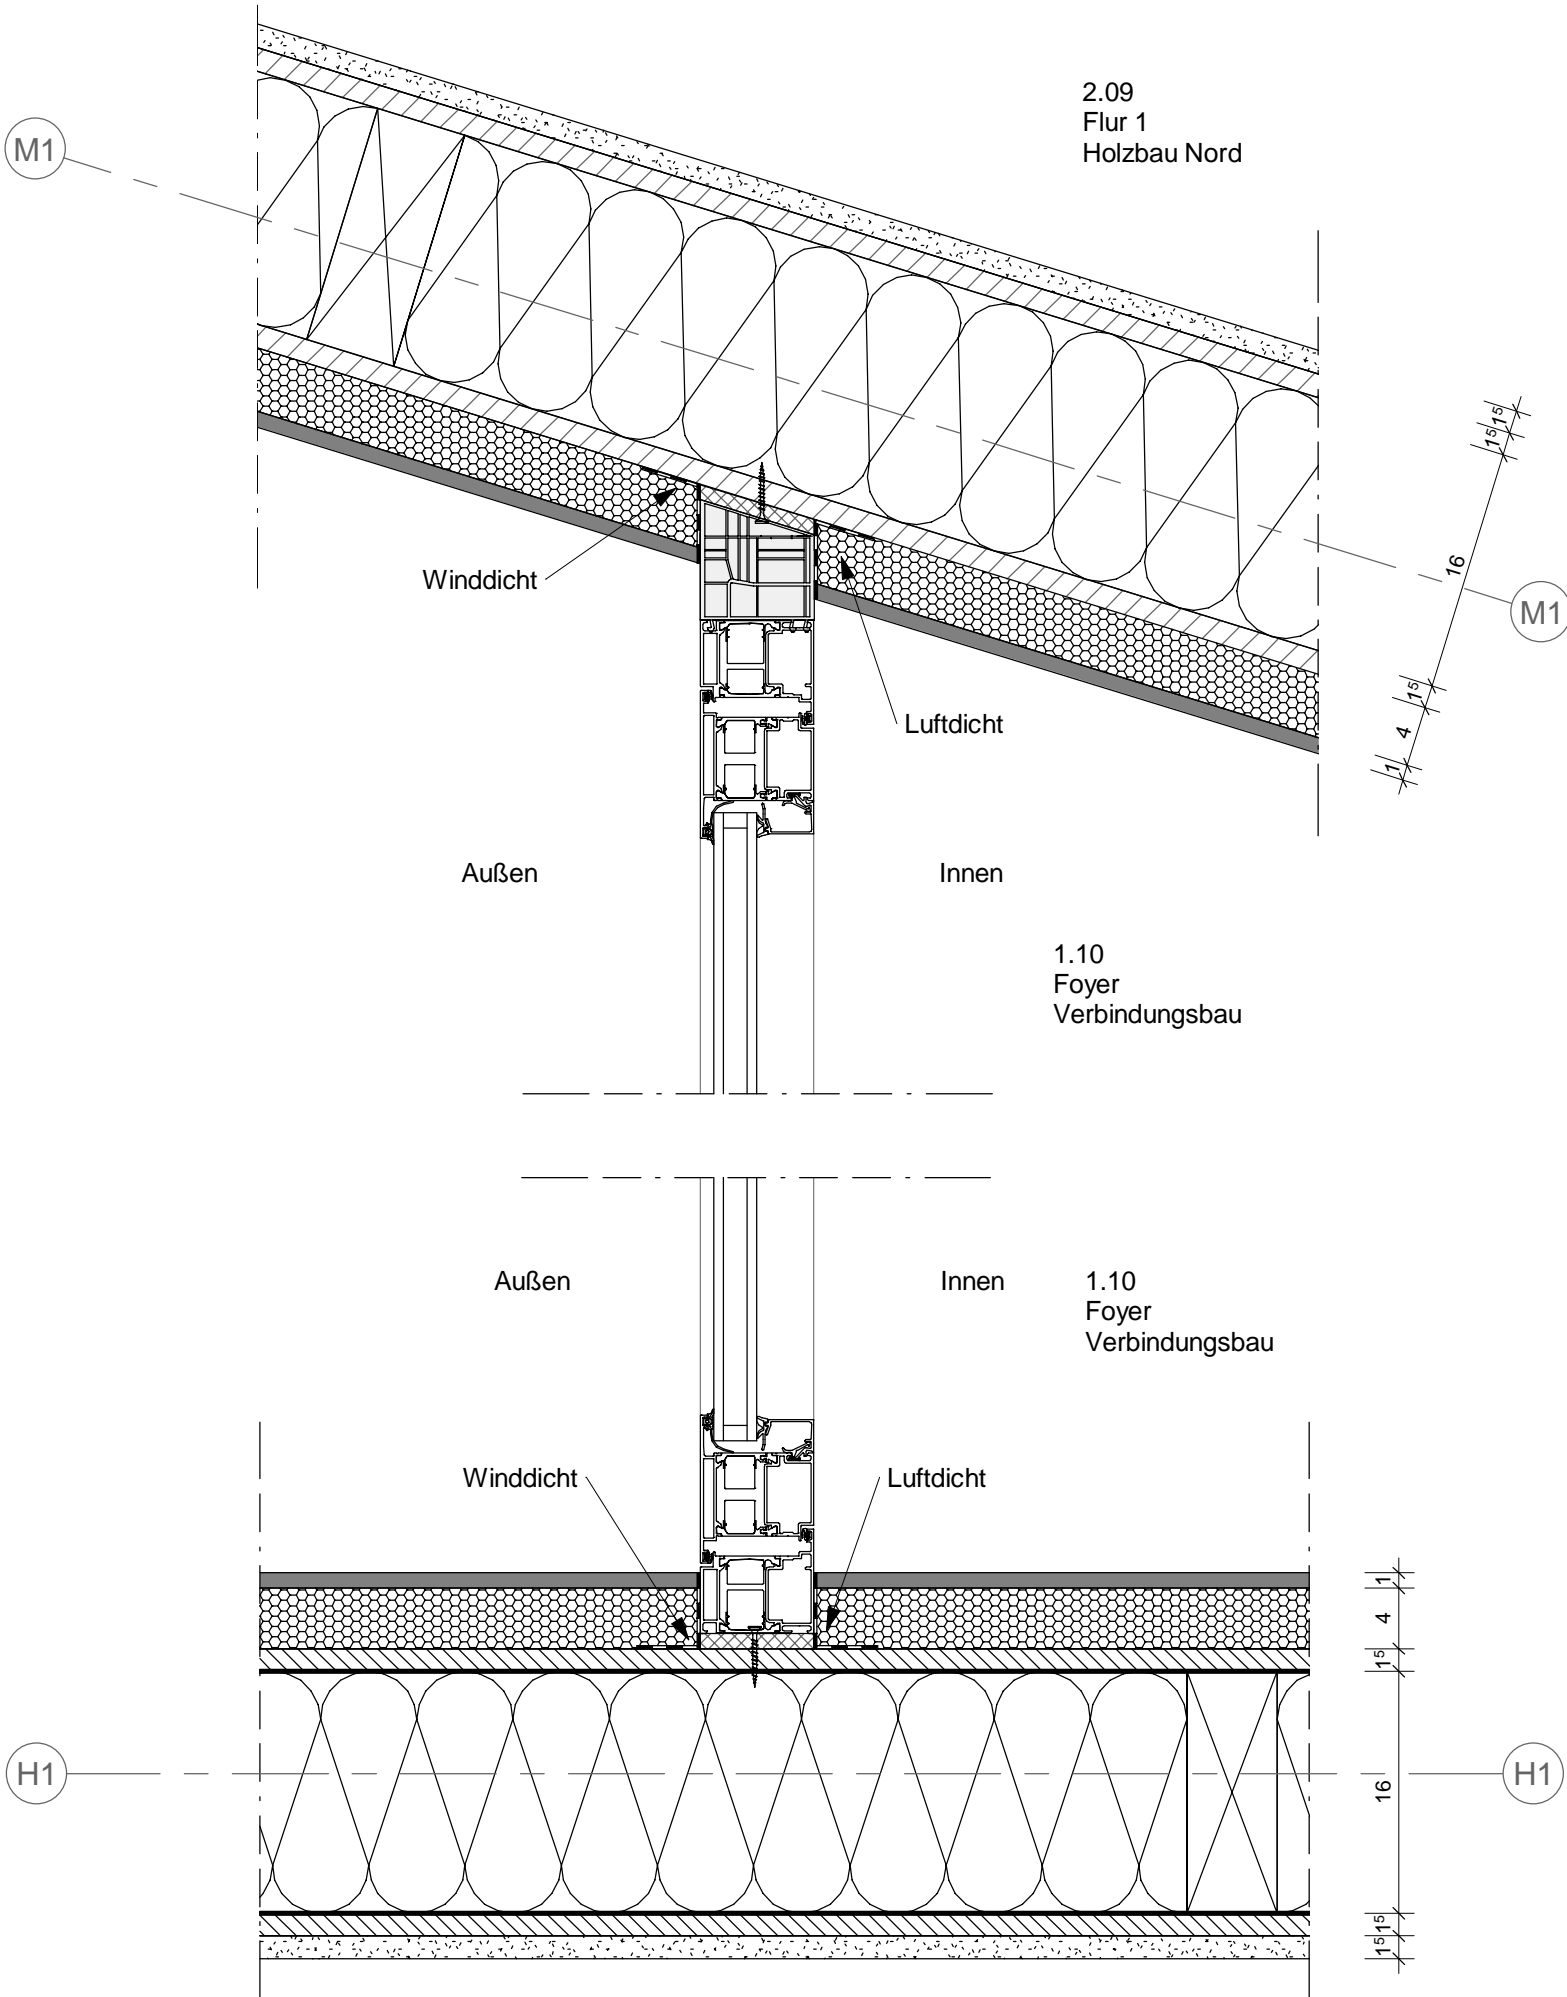 2.09
Flur 1
Holzbau Nord
M1
1⁵
1⁵
16
M1
Winddicht
1⁵
Luftdicht
4
1
Außen
Innen
1.10
Foyer
Verbindungsbau
Außen
Innen
1.10
Foyer
Verbindungsbau
Winddicht
Luftdicht
1
4
1⁵
H1
16
H1
1⁵
1⁵